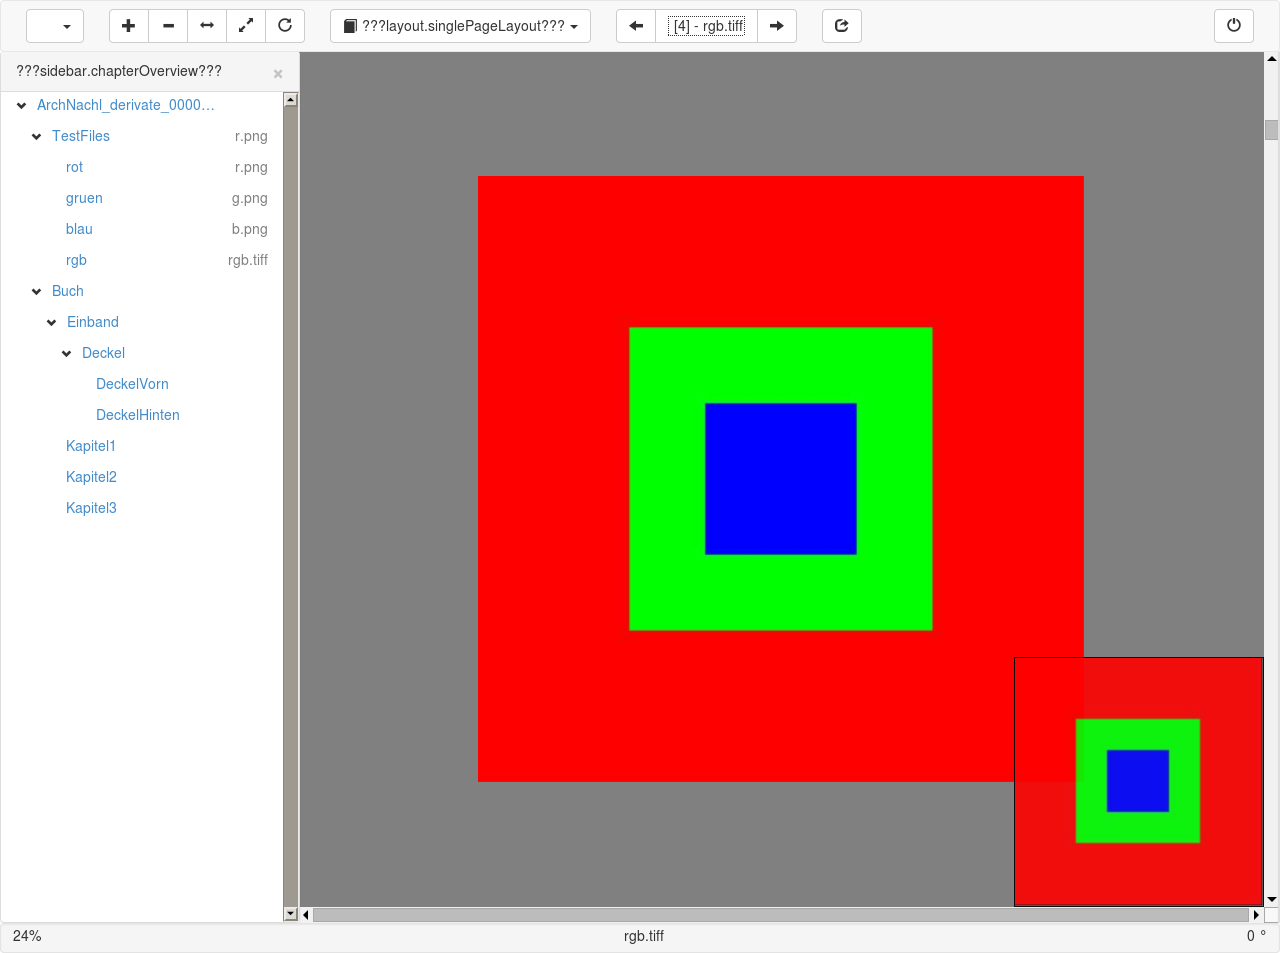 ???layout.singlePageLayout???
[4] - rgb.tiff
???sidebar.chapterOverview???
×
ArchNachl_derivate_0000…
TestFiles r.png
rot r.png
gruen g.png
blau b.png
rgb rgb.tiff
Buch
Einband
Deckel
DeckelVorn
DeckelHinten
Kapitel1
Kapitel2
Kapitel3
24% rgb.tiff 0 °